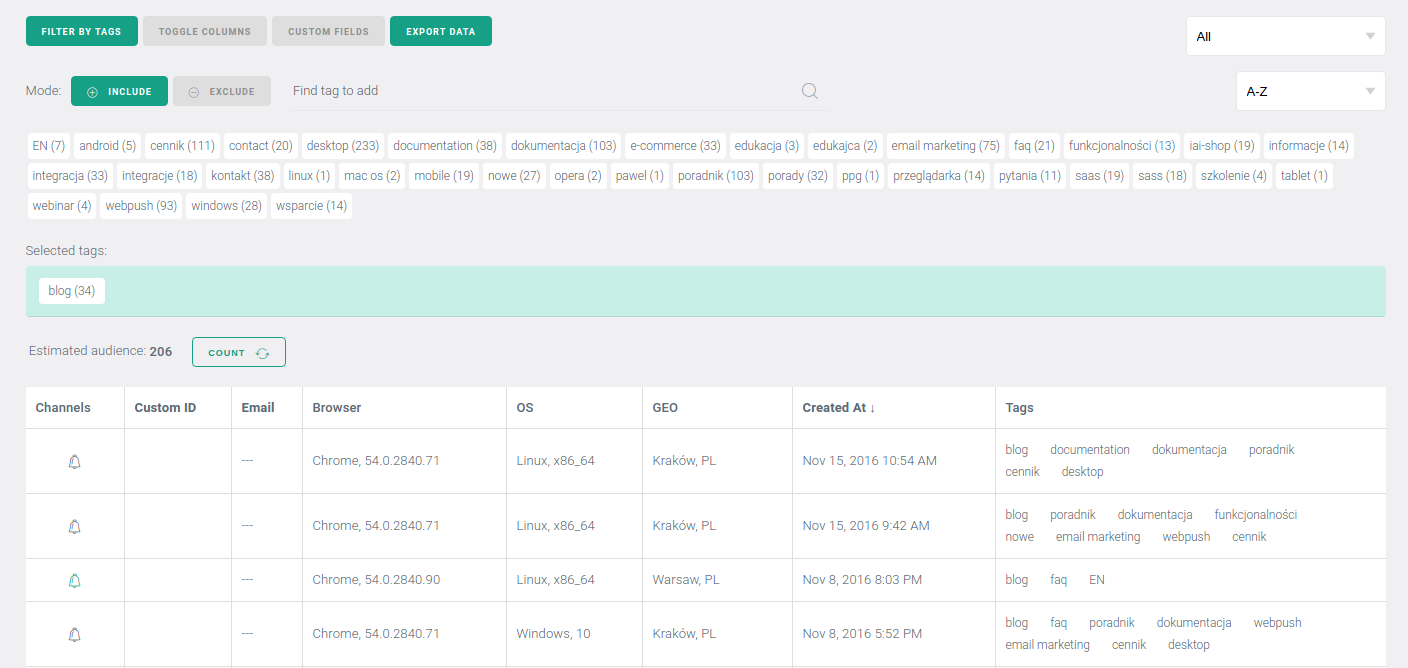 FILTER BY TAGS TOGGLE COLUMNS CUSTOM FIELDS EXPORT DATA All
Mode: INCLUDE EXCLUDE Find tag to add A-Z
EN (7) android (5) cennik (111) contact (20) desktop (233) documentation (38) dokumentacja (103) e-commerce (33) edukacja (3) edukajca (2) email marketing (75) faq (21) funkcjonalności (13) iai-shop (19) informacje (14)
integracja (33) integracje (18) kontakt (38) linux (1) mac os (2) mobile (19) nowe (27) opera (2) pawel (1) poradnik (103) porady (32) ppg (1) przeglądarka (14) pytania (11) saas (19) sass (18) szkolenie (4) tablet (1)
webinar (4) webpush (93) windows (28) wsparcie (14)
Selected tags:
blog (34)
Estimated audience: 206 COUNT
Channels Custom ID Email Browser OS GEO Created At ↓ Tags
--- Chrome, 54.0.2840.71 Linux, x86_64 Kraków, PL Nov 15, 2016 10:54 AM blog documentation dokumentacja poradnik
cennik desktop
--- Chrome, 54.0.2840.71 Linux, x86_64 Kraków, PL Nov 15, 2016 9:42 AM blog poradnik dokumentacja funkcjonalności
nowe email marketing webpush cennik
--- Chrome, 54.0.2840.90 Linux, x86_64 Warsaw, PL Nov 8, 2016 8:03 PM blog faq EN
--- Chrome, 54.0.2840.71 Windows, 10 Kraków, PL Nov 8, 2016 5:52 PM blog faq poradnik dokumentacja webpush
email marketing cennik desktop